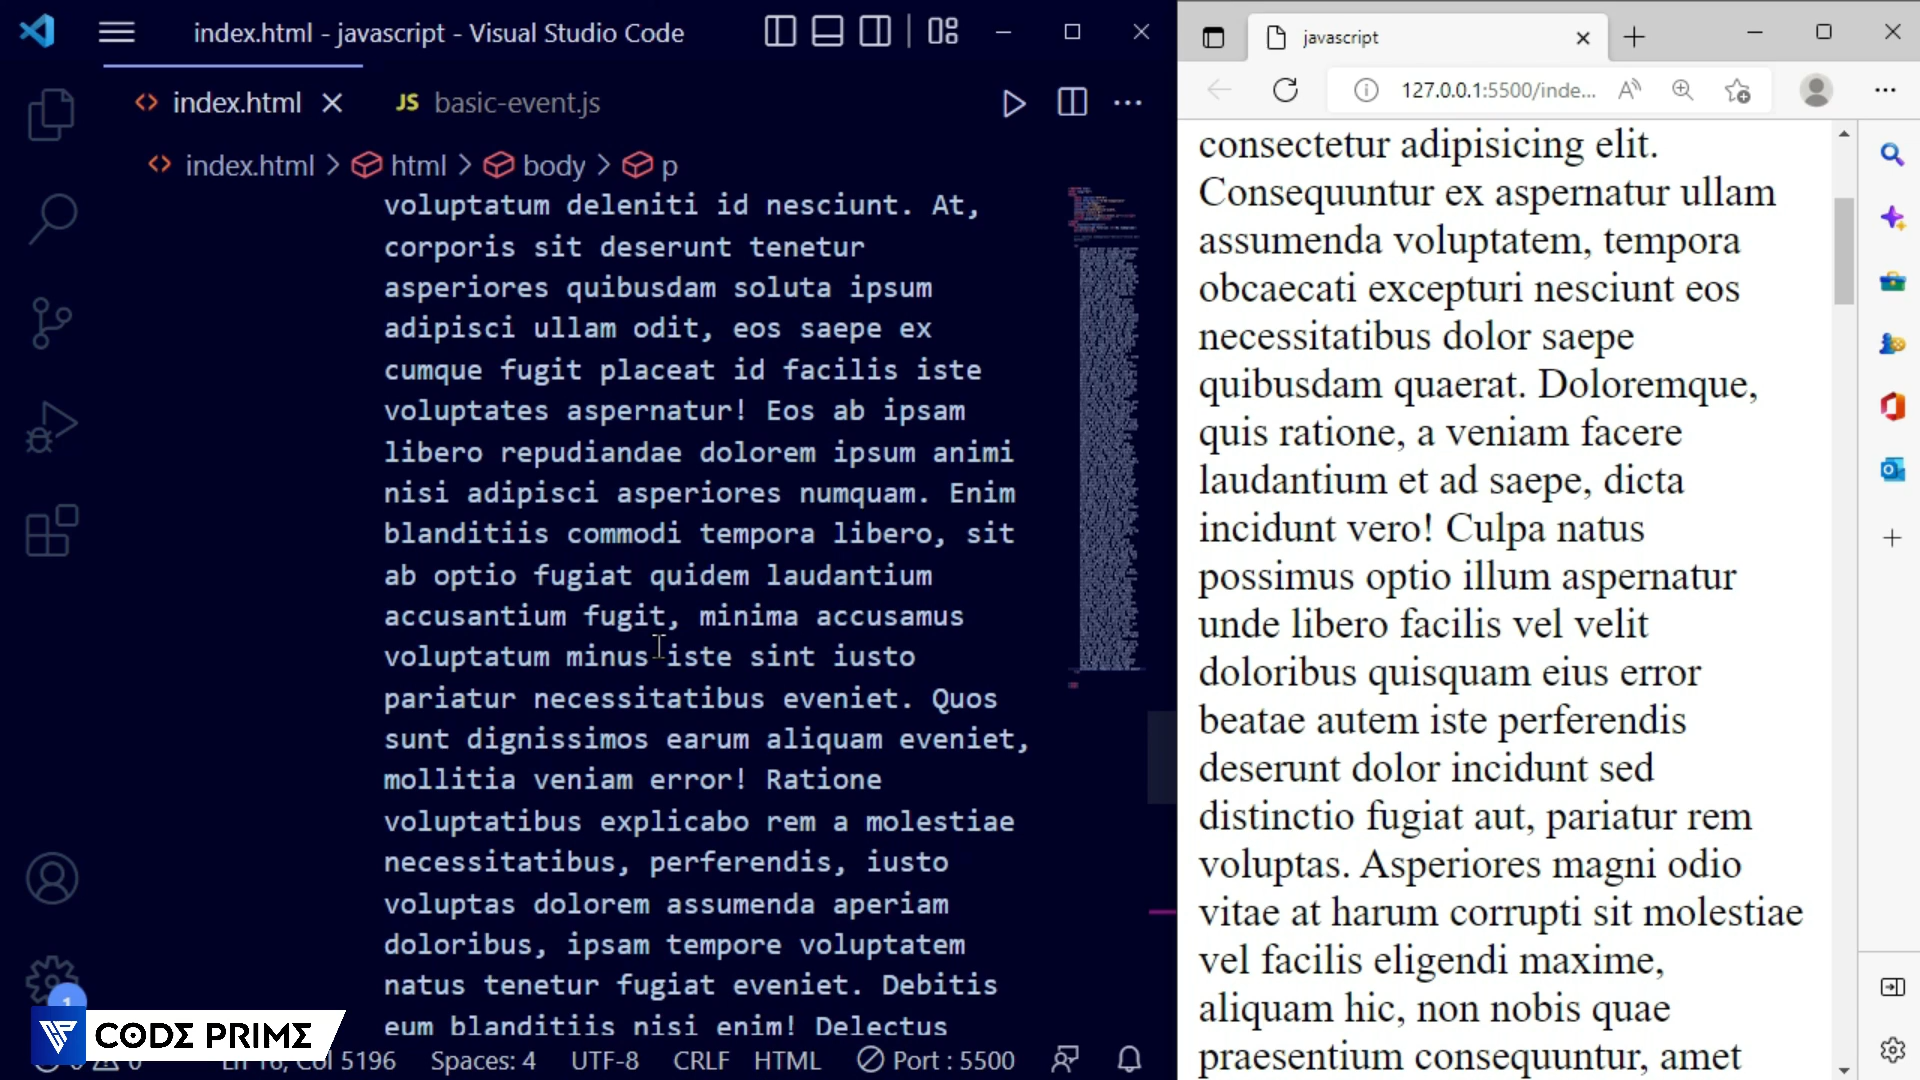 index.html - javascript - Visual Studio Code
index.html
JS basic-event.js
index.html > html > body > p
voluptatum deleniti id nesciunt. At,
corporis sit deserunt tenetur
asperiores quibusdam soluta ipsum
adipisci ullam odit, eos saepe ex
cumque fugit placeat id facilis iste
voluptates aspernatur! Eos ab ipsam
libero repudiandae dolorem ipsum animi
nisi adipisci asperiores numquam. Enim
blanditiis commodi tempora libero, sit
ab optio fugiat quidem laudantium
accusantium fugit, minima accusamus
voluptatum minus iste sint iusto
pariatur necessitatibus eveniet. Quos
sunt dignissimos earum aliquam eveniet,
mollitia veniam error! Ratione
voluptatibus explicabo rem a molestiae
necessitatibus, perferendis, iusto
voluptas dolorem assumenda aperiam
doloribus, ipsam tempore voluptatem
natus tenetur fugiat eveniet. Debitis
eum blanditiis nisi enim! Delectus
1
CODE PRIME
Col 5196
Spaces: 4
UTF-8
CRLF
HTML
Port : 5500
javascript
127.0.0.1:5500/inde...
consectetur adipisicing elit.
Consequuntur ex aspernatur ullam
assumenda voluptatem, tempora
obcaecati excepturi nesciunt eos
necessitatibus dolor saepe
quibusdam quaerat. Doloremque,
quis ratione, a veniam facere
laudantium et ad saepe, dicta
incidunt vero! Culpa natus
possimus optio illum aspernatur
unde libero facilis vel velit
doloribus quisquam eius error
beatae autem iste perferendis
deserunt dolor incidunt sed
distinctio fugiat aut, pariatur rem
voluptas. Asperiores magni odio
vitae at harum corrupti sit molestiae
vel facilis eligendi maxime,
aliquam hic, non nobis quae
praesentium consequuntur, amet